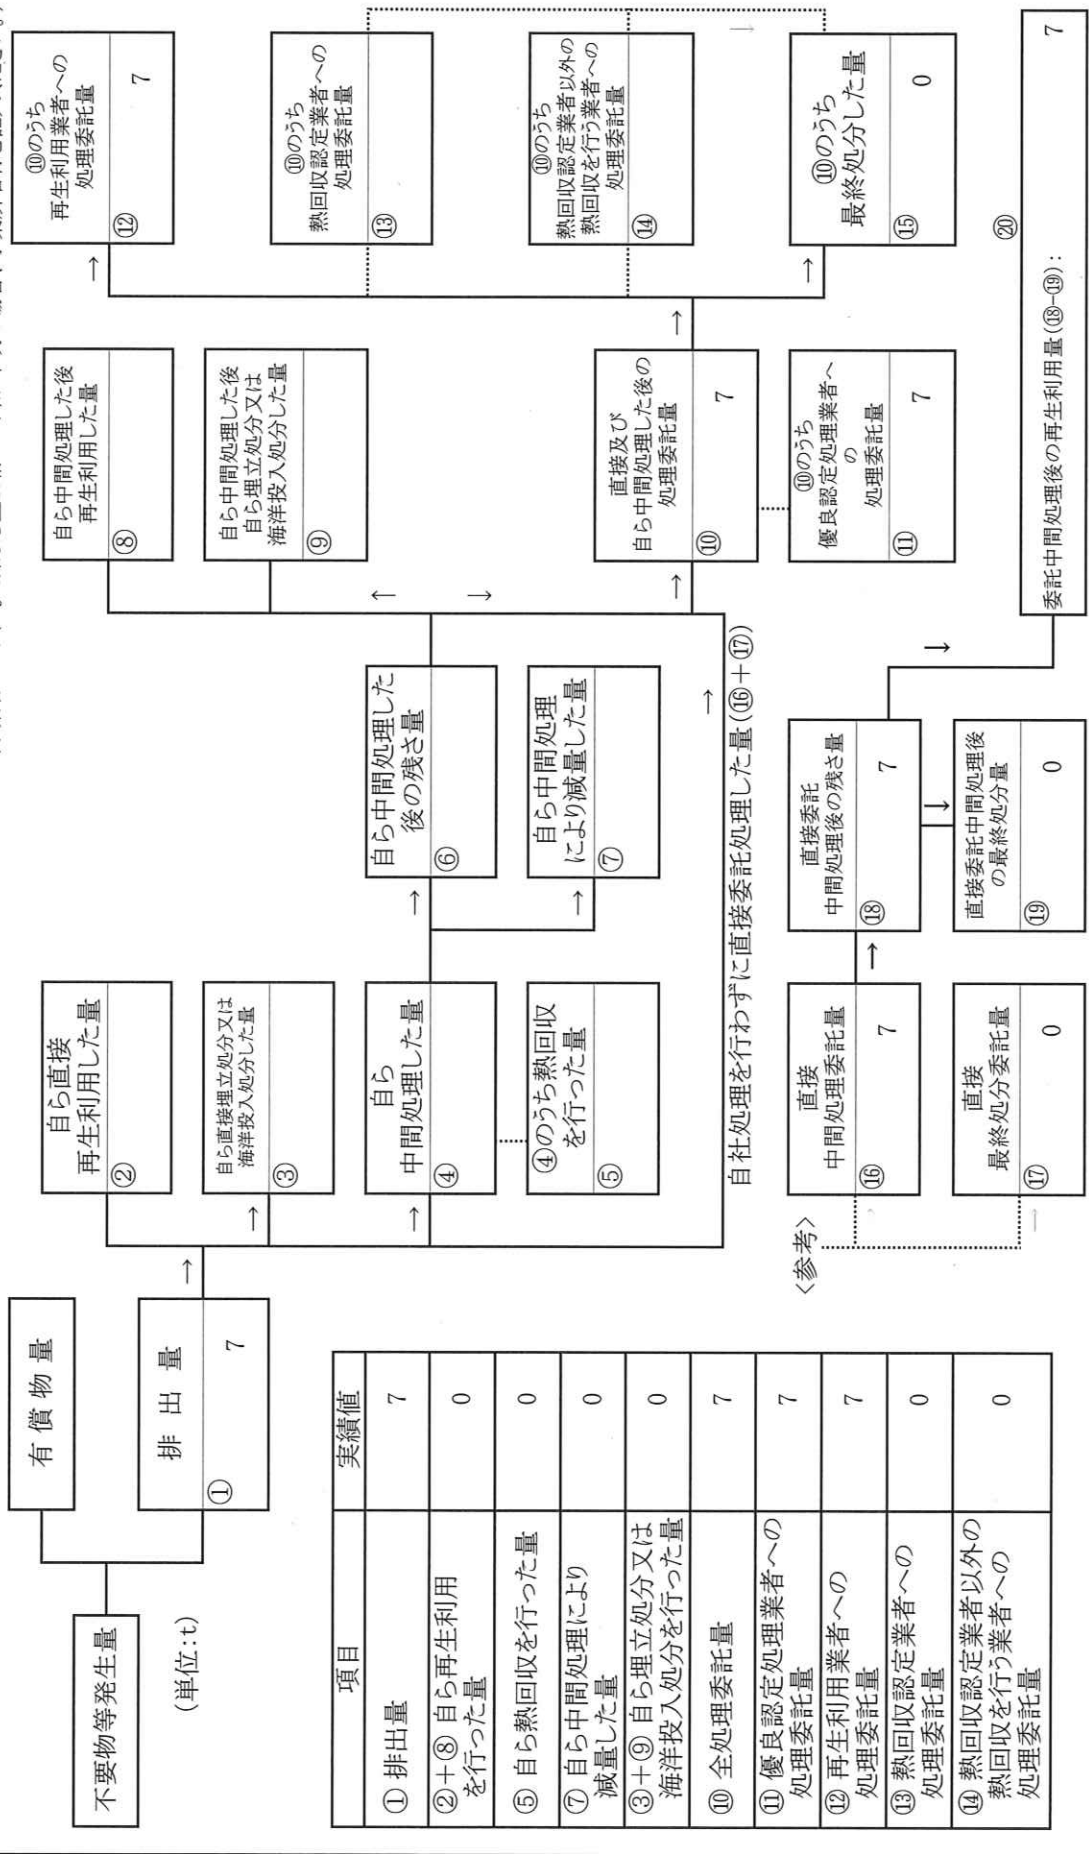 不要物等発生量
(単位:t)
有 償 物 量
排 出 量
① 7
自ら直接
再生利用した量
②
自ら直接埋立処分又は
海洋投入処分した量
③
自ら
中間処理した量
④
④のうち熱回収
を行った量
⑤
自ら中間処理した
後の残さ量
⑥
自ら中間処理
により減量した量
⑦
自ら中間処理した後
再生利用した量
⑧
自ら中間処理した後
自ら埋立処分又は
海洋投入処分した量
⑨
直接及び
自ら中間処理した後の
処理委託量
⑩ 7
⑩のうち
優良認定処理業者へ
の
処理委託量
⑪ 7
⑩のうち
再生利用業者への
処理委託量
⑫ 7
⑩のうち
熱回収認定業者への
処理委託量
⑬
⑩のうち
熱回収認定業者以外の
熱回収を行う業者への
処理委託量
⑭
⑩のうち
最終処分した量
⑮ 0
自社処理を行わずに直接委託処理した量(⑯+⑰)
<参考>
直接
中間処理委託量
⑯ 7
直接
最終処分委託量
⑰ 0
直接委託
中間処理後の残さ量
⑱ 7
直接委託中間処理後
の最終処分量
⑲ 0
⑳
委託中間処理後の再生利用量(⑱-⑲): 7
項目 実績値
① 排出量 7
②+⑧ 自ら再生利用
を行った量 0
⑤ 自ら熱回収を行った量 0
⑦ 自ら中間処理により
減量した量 0
③+⑨ 自ら埋立処分又は
海洋投入処分を行った量 0
⑩ 全処理委託量 7
⑪ 優良認定処理業者への
処理委託量 7
⑫ 再生利用業者への
処理委託量 7
⑬ 熱回収認定業者への
処理委託量 0
⑭ 熱回収認定業者以外の
熱回収を行う業者への
処理委託量 0